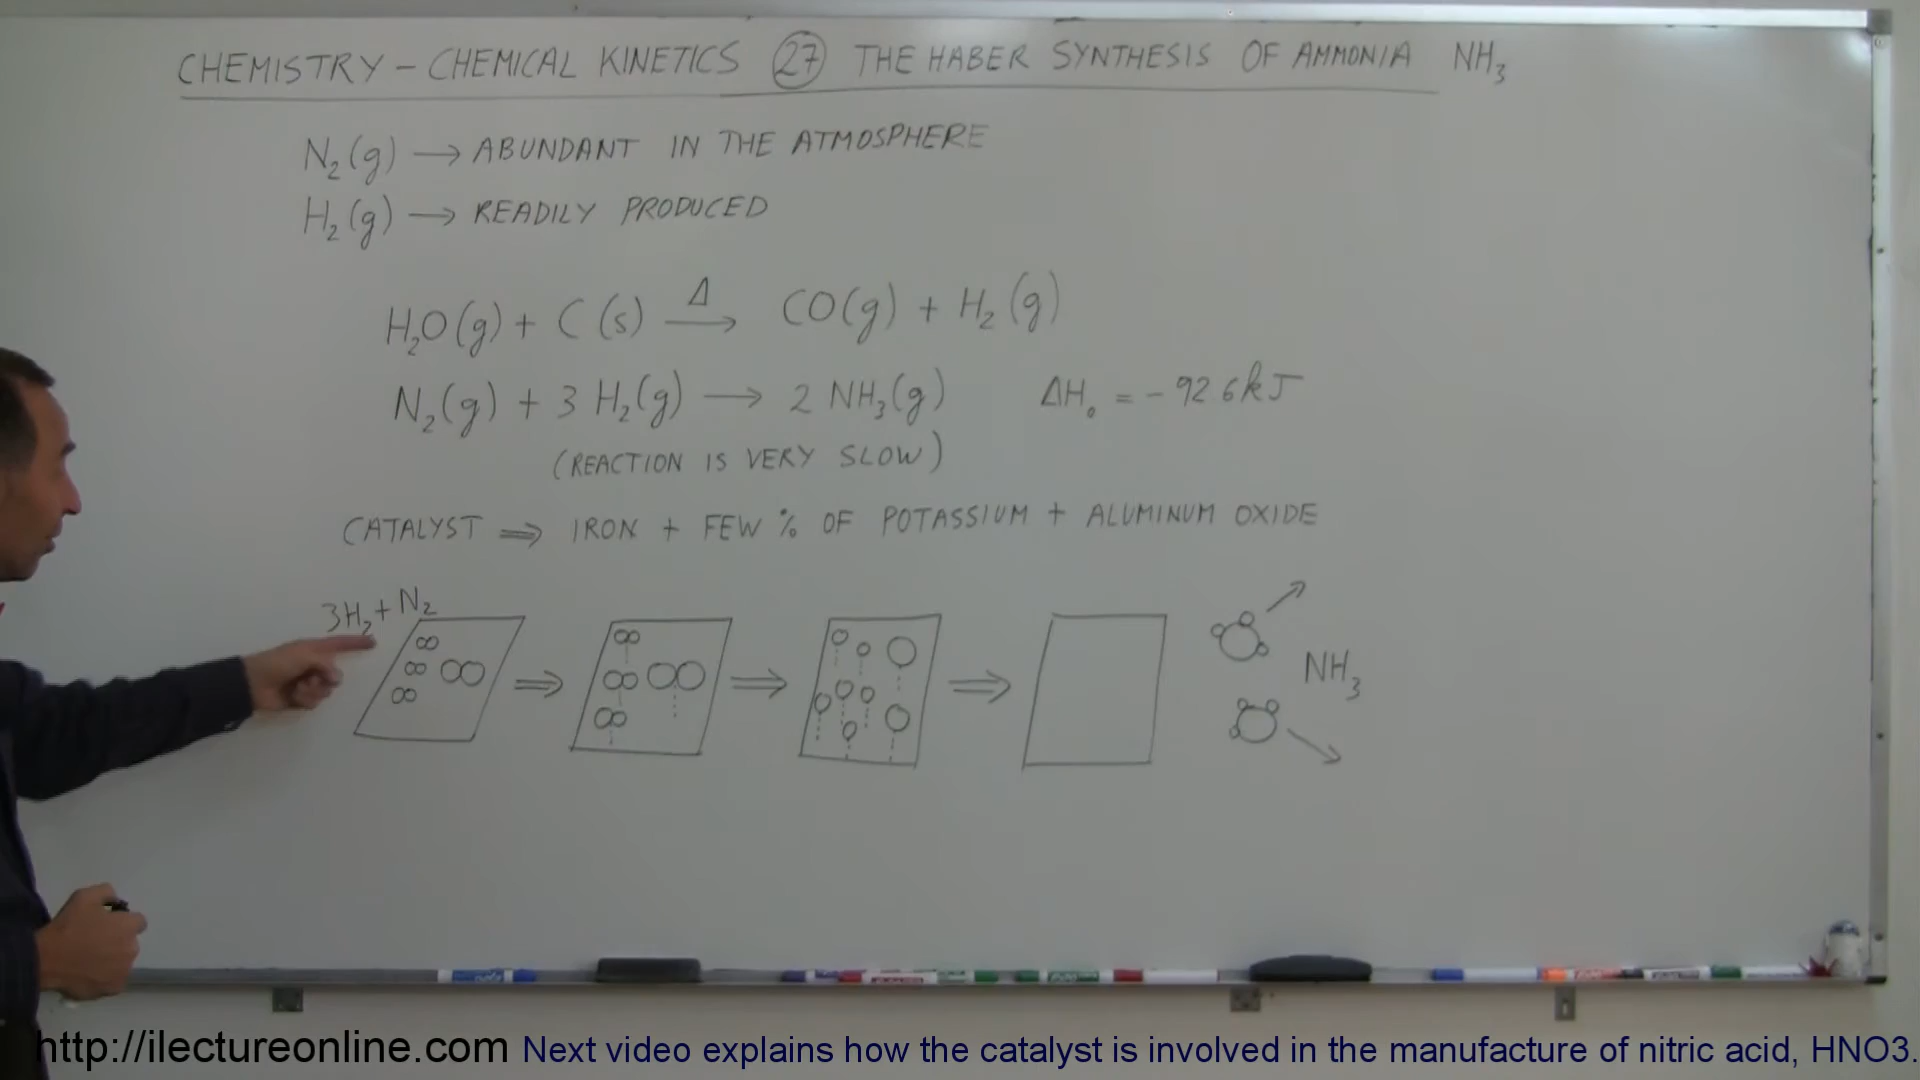 CHEMISTRY - CHEMICAL KINETICS 27 THE HABER SYNTHESIS OF AMMONIA NH₃
N₂(g) → ABUNDANT IN THE ATMOSPHERE
H₂(g) → READILY PRODUCED
H₂O(g) + C(s) Δ→ CO(g) + H₂(g)
N₂(g) + 3 H₂(g) → 2 NH₃(g) ΔH₀ = -92.6 kJ
(REACTION IS VERY SLOW)
CATALYST ⇒ IRON + FEW % OF POTASSIUM + ALUMINUM OXIDE
3H₂ + N₂
NH₃
http://ilectureonline.com Next video explains how the catalyst is involved in the manufacture of nitric acid, HNO3.